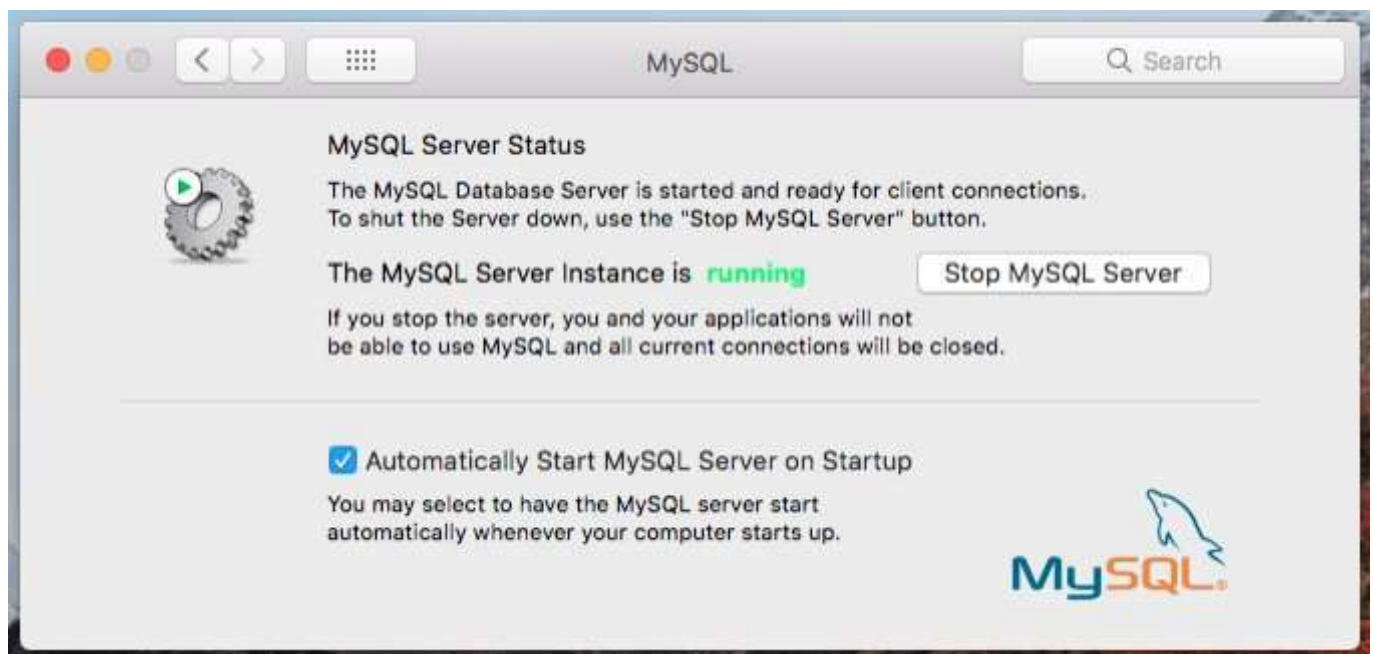 MySQL
Search
MySQL Server Status
The MySQL Database Server is started and ready for client connections.
To shut the Server down, use the "Stop MySQL Server" button.
The MySQL Server Instance is running
Stop MySQL Server
If you stop the server, you and your applications will not
be able to use MySQL and all current connections will be closed.
Automatically Start MySQL Server on Startup
You may select to have the MySQL server start
automatically whenever your computer starts up.
MySQL®